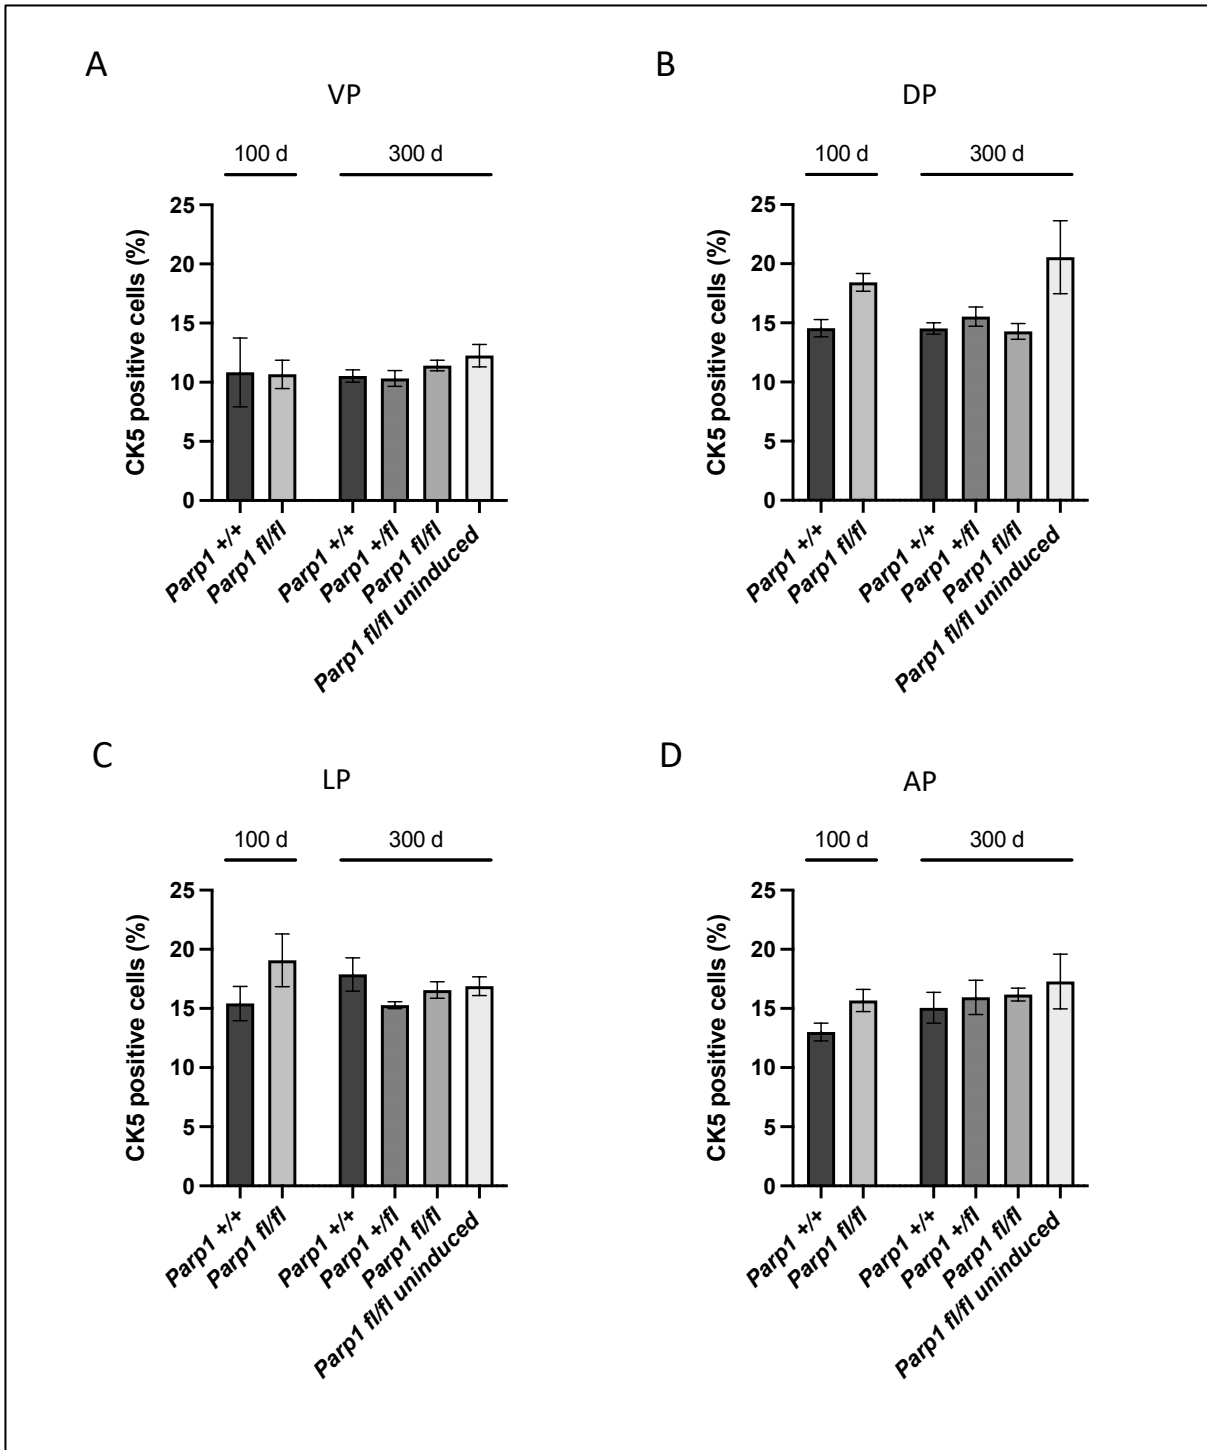 A
VP
100 d 300 d
CK5 positive cells (%)
25
20
15
10
5
0
Parp1 +/+
Parp1 fl/fl
Parp1 +/+
Parp1 +/fl
Parp1 fl/fl
Parp1 fl/fl uninduced
B
DP
100 d 300 d
CK5 positive cells (%)
25
20
15
10
5
0
Parp1 +/+
Parp1 fl/fl
Parp1 +/+
Parp1 +/fl
Parp1 fl/fl
Parp1 fl/fl uninduced
C
LP
100 d 300 d
CK5 positive cells (%)
25
20
15
10
5
0
Parp1 +/+
Parp1 fl/fl
Parp1 +/+
Parp1 +/fl
Parp1 fl/fl
Parp1 fl/fl uninduced
D
AP
100 d 300 d
CK5 positive cells (%)
25
20
15
10
5
0
Parp1 +/+
Parp1 fl/fl
Parp1 +/+
Parp1 +/fl
Parp1 fl/fl
Parp1 fl/fl uninduced